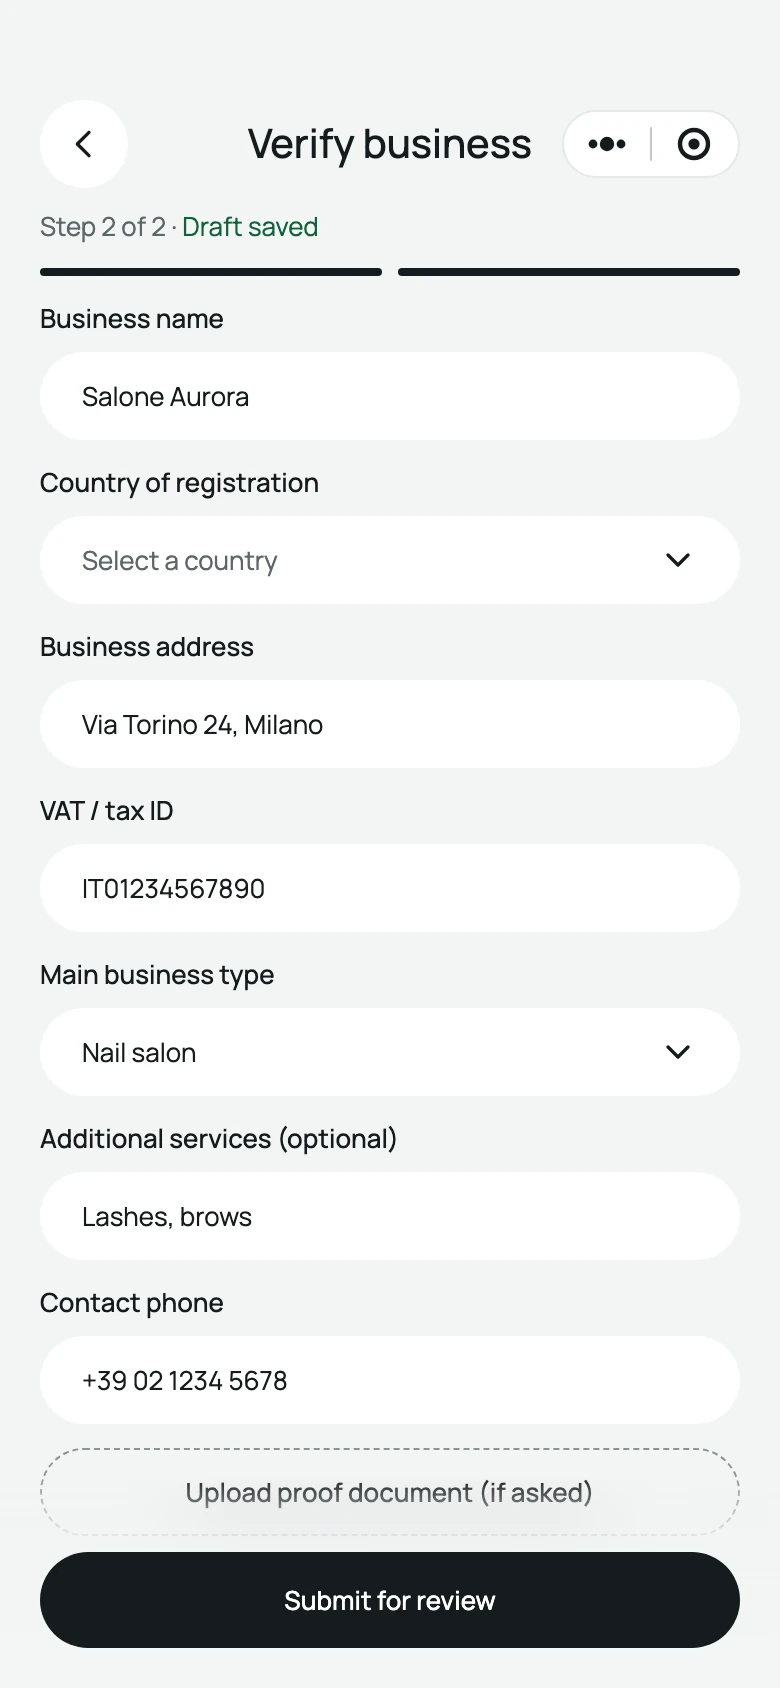 Verify business
Step 2 of 2 · Draft saved
Business name
Salone Aurora
Country of registration
Select a country
Business address
Via Torino 24, Milano
VAT / tax ID
IT01234567890
Main business type
Nail salon
Additional services (optional)
Lashes, brows
Contact phone
+39 02 1234 5678
Upload proof document (if asked)
Submit for review